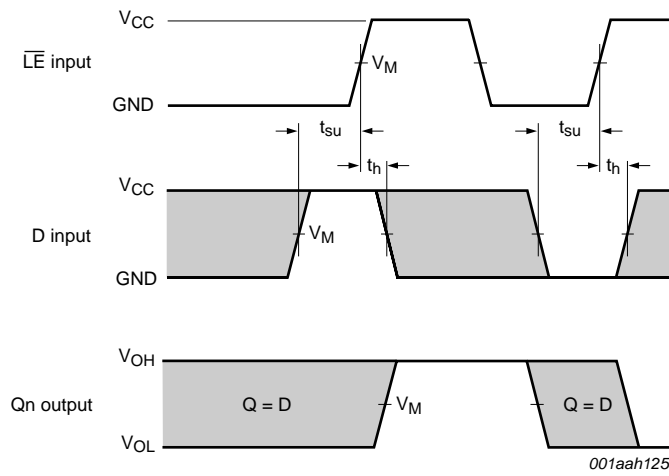 VCC
LE input
VM
GND
tsu
tsu
th
th
VCC
D input
VM
GND
VOH
Qn output
Q = D
VM
Q = D
VOL
001aah125